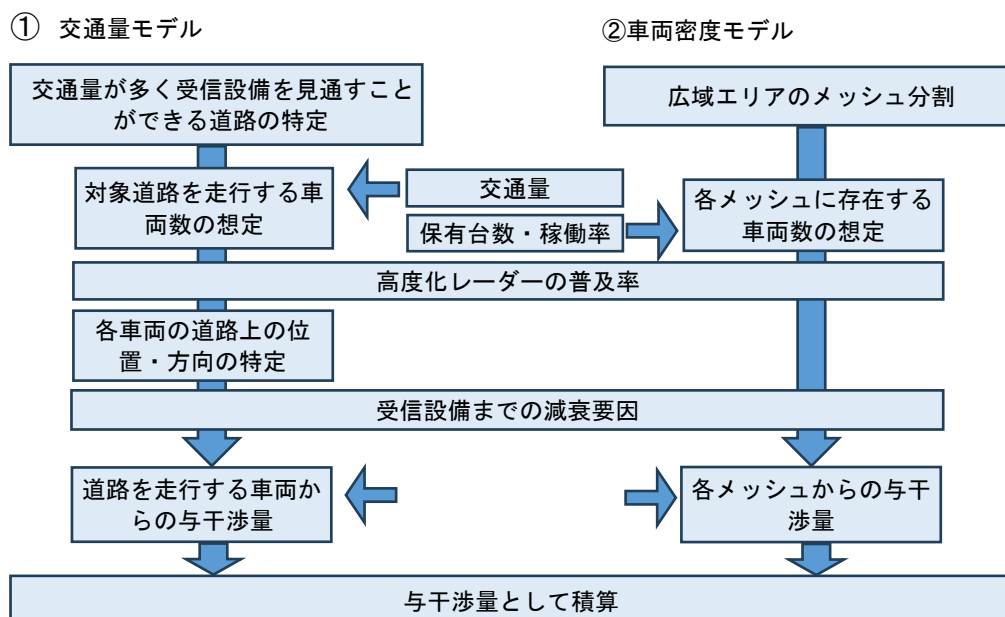 ① 交通量モデル
②車両密度モデル
交通量が多く受信設備を見通すこと
ができる道路の特定
広域エリアのメッシュ分割
対象道路を走行する車
両数の想定
交通量
保有台数・稼働率
各メッシュに存在する
車両数の想定
高度化レーダーの普及率
各車両の道路上の位
置・方向の特定
受信設備までの減衰要因
道路を走行する車両か
らの与干渉量
各メッシュからの与干
渉量
与干渉量として積算